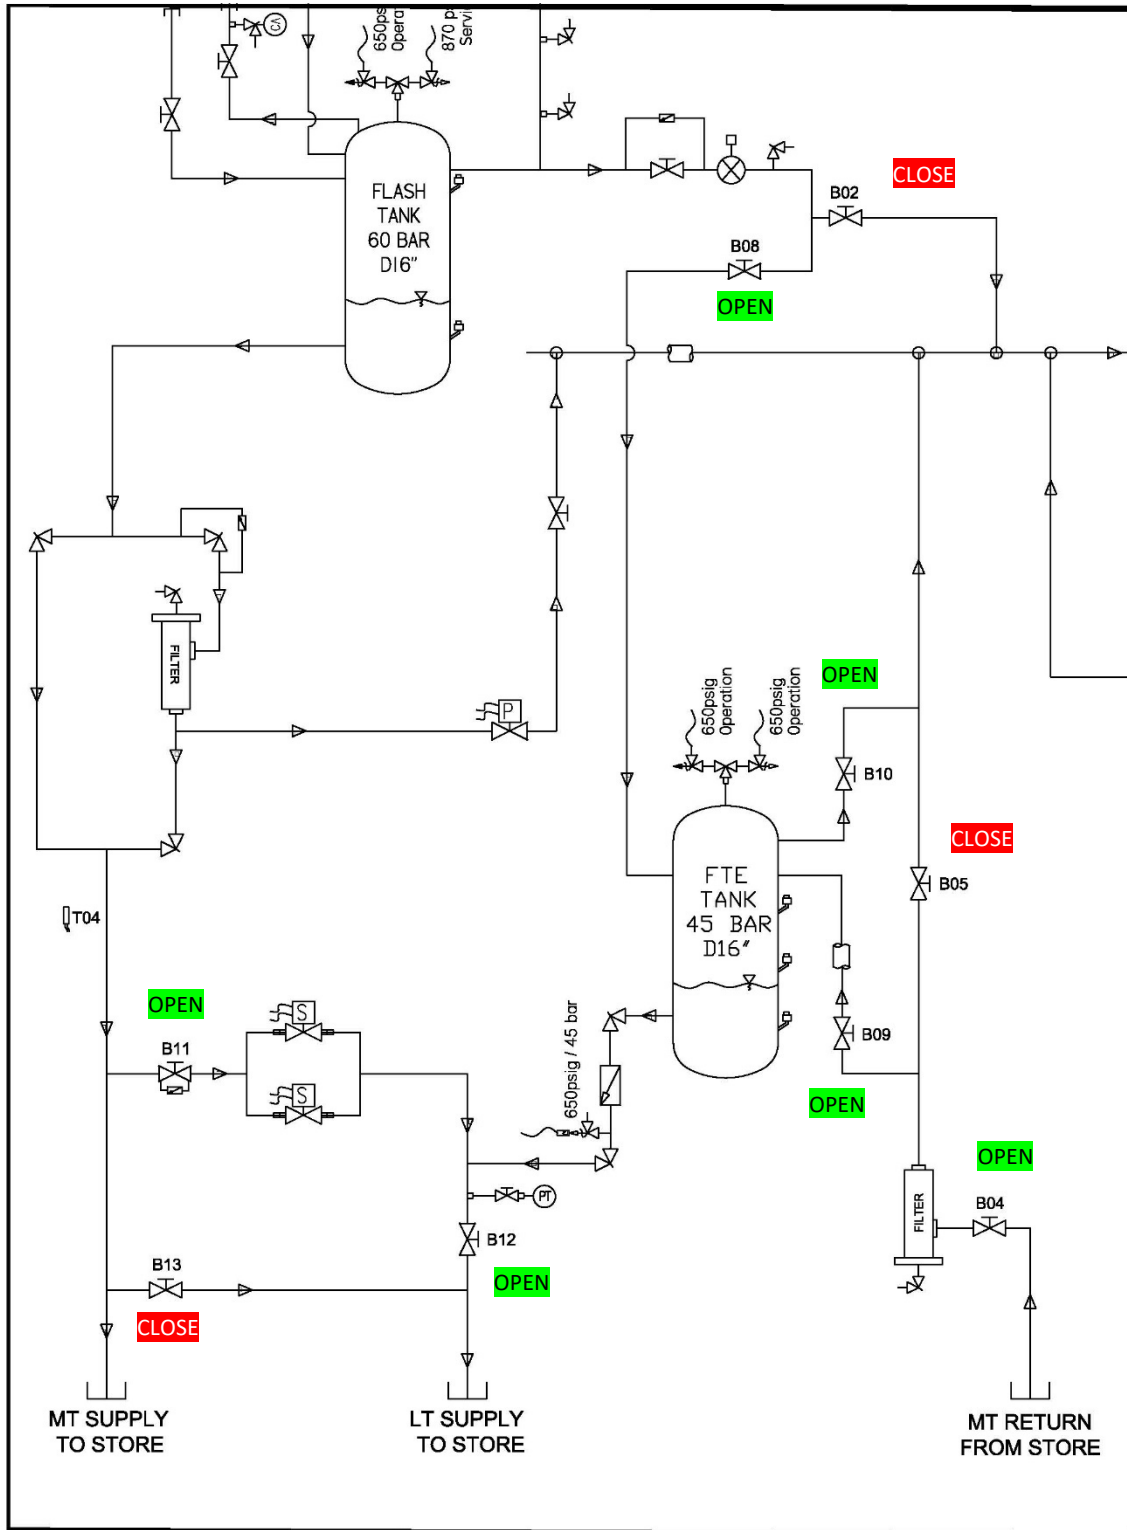 CV
650ps
Operat
870 p
Servi
FLASH
TANK
60 BAR
DI6"
CLOSE
B02
B08
OPEN
FILTER
P
650psig
Operation
650psig
Operation
OPEN
B10
CLOSE
B05
FTE
TANK
45 BAR
D16"
T04
OPEN
S
B11
S
650psig / 45 bar
B09
OPEN
OPEN
PT
B04
FILTER
B12
B13
OPEN
CLOSE
MT SUPPLY
TO STORE
LT SUPPLY
TO STORE
MT RETURN
FROM STORE